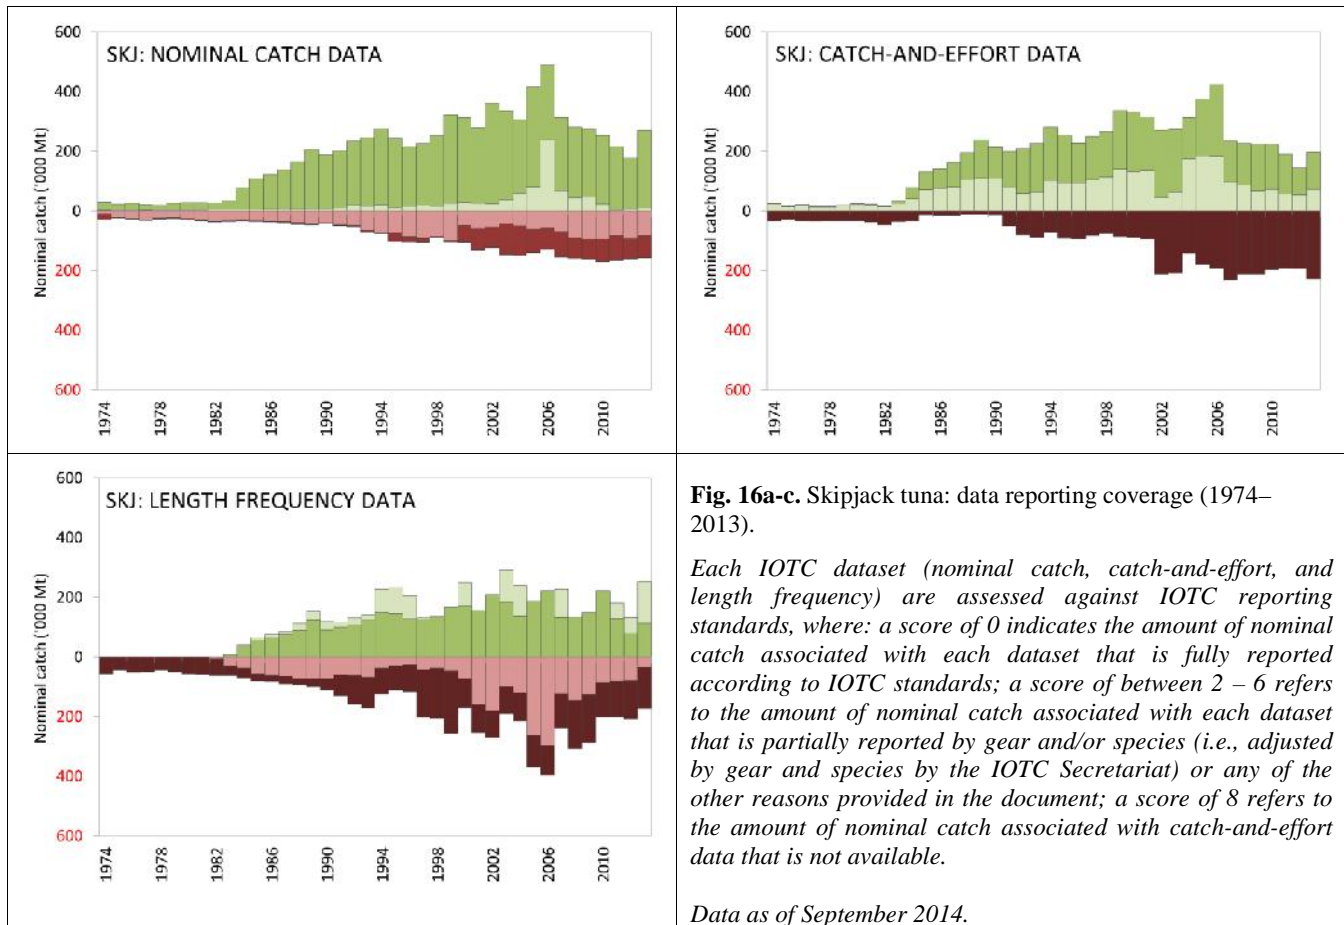 SKJ: NOMINAL CATCH DATA
Nominal catch ('000 Mt)
600
400
200
0
200
400
600
1974
1978
1982
1986
1990
1994
1998
2002
2006
2010
SKJ: CATCH-AND-EFFORT DATA
Nominal catch ('000 Mt)
600
400
200
0
200
400
600
1974
1978
1982
1986
1990
1994
1998
2002
2006
2010
SKJ: LENGTH FREQUENCY DATA
Nominal catch ('000 Mt)
600
400
200
0
200
400
600
1974
1978
1982
1986
1990
1994
1998
2002
2006
2010
Fig. 16a-c. Skipjack tuna: data reporting coverage (1974–
2013).
Each IOTC dataset (nominal catch, catch-and-effort, and
length frequency) are assessed against IOTC reporting
standards, where: a score of 0 indicates the amount of nominal
catch associated with each dataset that is fully reported
according to IOTC standards; a score of between 2 – 6 refers
to the amount of nominal catch associated with each dataset
that is partially reported by gear and/or species (i.e., adjusted
by gear and species by the IOTC Secretariat) or any of the
other reasons provided in the document; a score of 8 refers to
the amount of nominal catch associated with catch-and-effort
data that is not available.
Data as of September 2014.